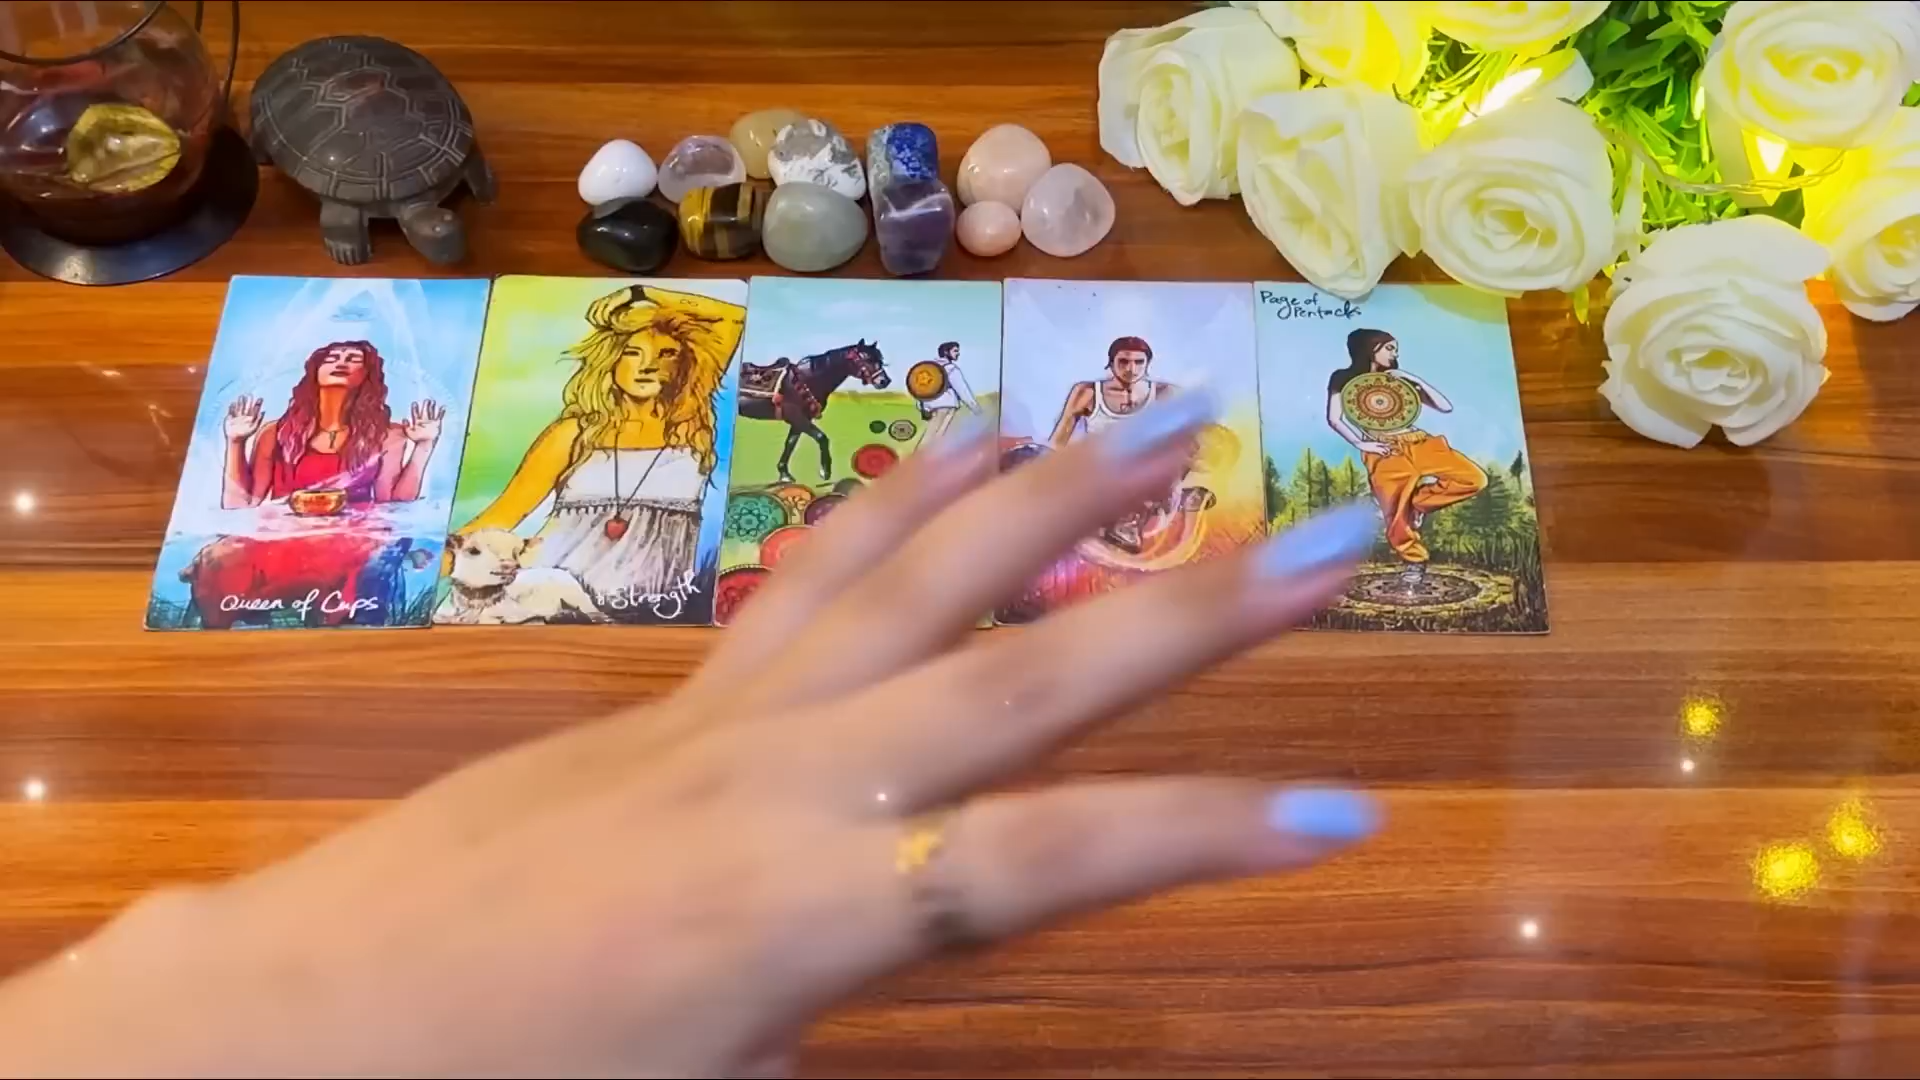 Page of
Pentacles
Queen of Cups
Strength